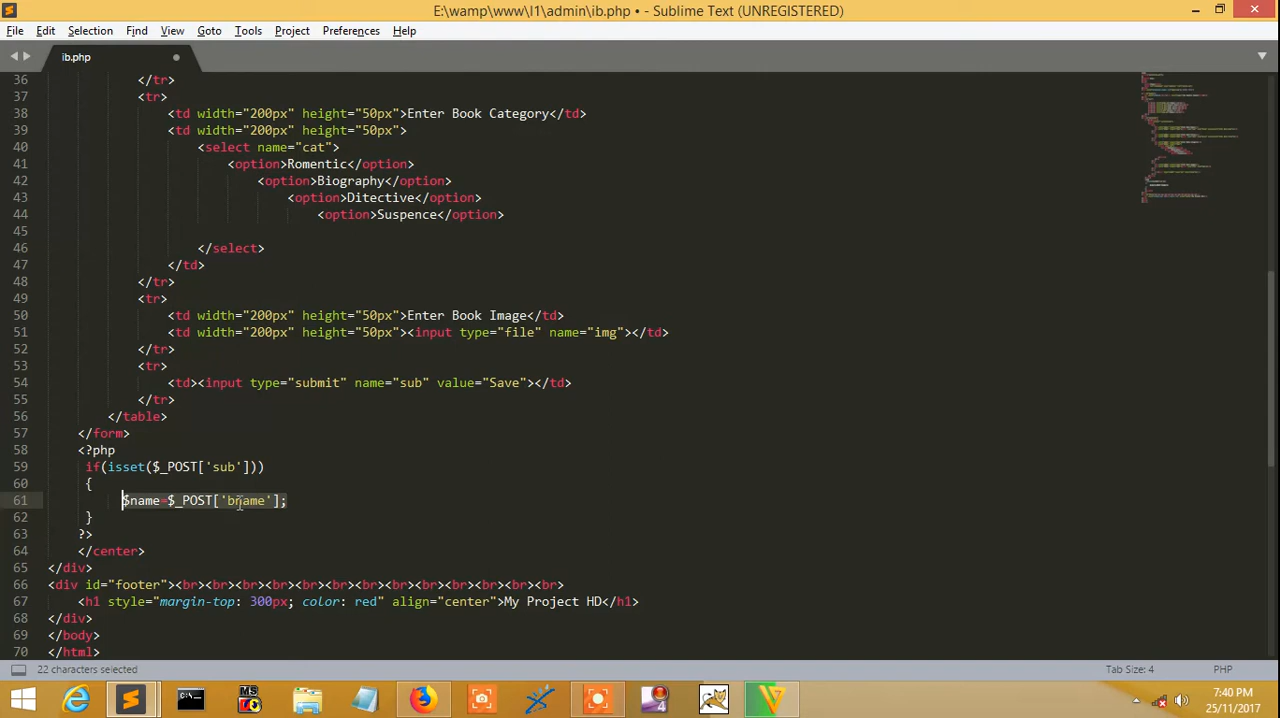 E:\wamp\www\l1\admin\ib.php • - Sublime Text (UNREGISTERED)
File Edit Selection Find View Goto Tools Project Preferences Help
ib.php
36 </tr>
37 <tr>
38 <td width="200px" height="50px">Enter Book Category</td>
39 <td width="200px" height="50px">
40 <select name="cat">
41 <option>Romentic</option>
42 <option>Biography</option>
43 <option>Ditective</option>
44 <option>Suspence</option>
45
46 </select>
47 </td>
48 </tr>
49 <tr>
50 <td width="200px" height="50px">Enter Book Image</td>
51 <td width="200px" height="50px"><input type="file" name="img"></td>
52 </tr>
53 <tr>
54 <td><input type="submit" name="sub" value="Save"></td>
55 </tr>
56 </table>
57 </form>
58 <?php
59 if(isset($_POST['sub']))
60 {
61 $name=$_POST['bname'];
62 }
63 ?>
64 </center>
65 </div>
66 <div id="footer"><br><br><br><br><br><br><br><br><br><br><br><br><br>
67 <h1 style="margin-top: 300px; color: red" align="center">My Project HD</h1>
68 </div>
69 </body>
70 </html>
22 characters selected
Tab Size: 4
PHP
MS
4
7:40 PM
25/11/2017